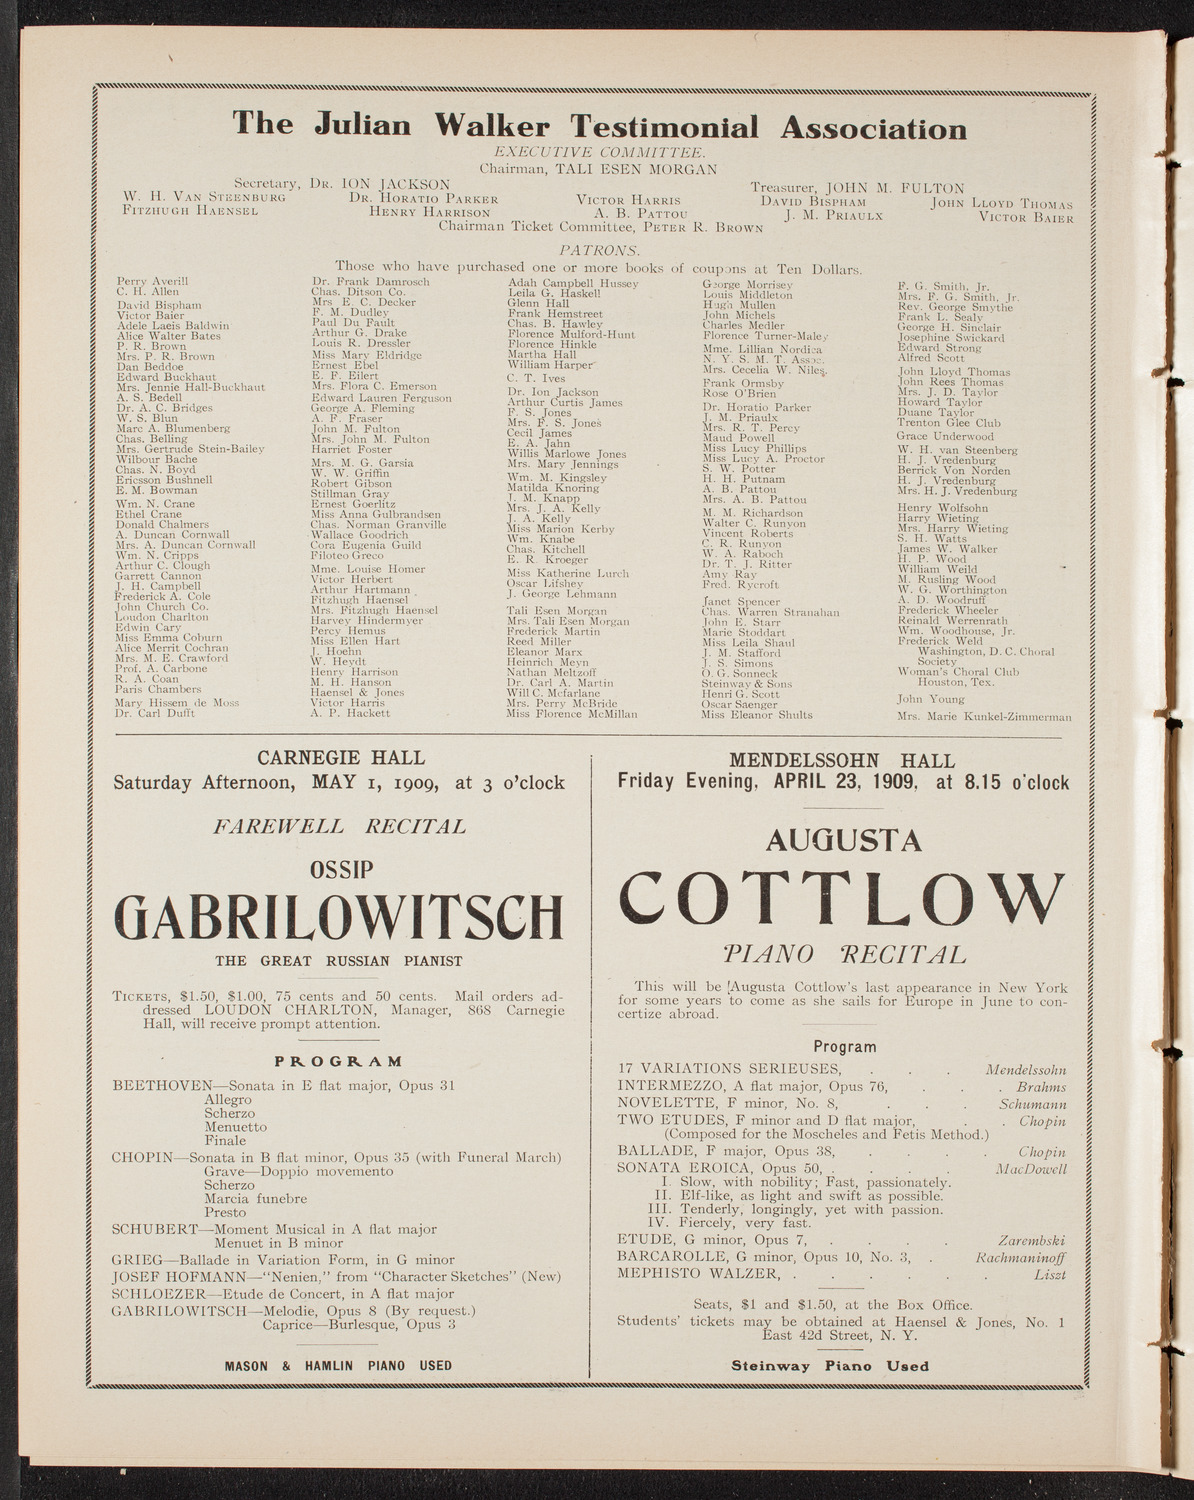 The Julian Walker Testimonial Association
EXECUTIVE COMMITTEE.
Chairman, TALI ESEN MORGAN
Secretary, DR. ION JACKSON
Treasurer, JOHN M. FULTON
W. H. VAN STEENBURG DR. HORATIO PARKER VICTOR HARRIS DAVID BISPHAM JOHN LLOYD THOMAS
FITZHUGH HAENSEL HENRY HARRISON A. B. PATTOU J. M. PRIAULX VICTOR BAIER
Chairman Ticket Committee, PETER R. BROWN
PATRONS.
Those who have purchased one or more books of coupons at Ten Dollars.
Perry Averill
C. H. Allen
David Bispham
Victor Baier
Adele Laeis Baldwin
Alice Walter Bates
P. R. Brown
Mrs. P. R. Brown
Dan Beddoe
Edward Buckhaut
Mrs. Jennie Hall-Buckhaut
A. S. Bedell
Dr. A. C. Bridges
W. S. Blun
Marc A. Blumenberg
Chas. Belling
Mrs. Gertrude Stein-Bailey
Wilbour Bache
Chas. N. Boyd
Ericsson Bushnell
E. M. Bowman
Wm. N. Crane
Ethel Crane
Donald Chalmers
A. Duncan Cornwall
Mrs. A. Duncan Cornwall
Wm. N. Cripps
Arthur C. Clough
Garrett Cannon
J. H. Campbell
Frederick A. Cole
John Church Co.
Loudon Charlton
Edwin Cary
Miss Emma Coburn
Alice Merrit Cochran
Mrs. M. E. Crawford
Prof. A. Carbone
R. A. Coan
Paris Chambers
Mary Hissem de Moss
Dr. Carl Dufft
Dr. Frank Damrosch
Chas. Ditson Co.
Mrs E. C. Decker
F. M. Dudley
Paul Du Fault
Arthur G. Drake
Louis R. Dressler
Miss Mary Eldridge
Ernest Ebel
E. F. Eilert
Mrs. Flora C. Emerson
Edward Lauren Ferguson
George A. Fleming
A. F. Fraser
John M. Fulton
Mrs. John M. Fulton
Harriet Foster
Mrs. M. G. Garsia
W. W. Griffin
Robert Gibson
Stillman Gray
Ernest Goerlitz
Miss Anna Gulbrandsen
Chas. Norman Granville
Wallace Goodrich
Cora Eugenia Guild
Filoteo Greco
Mme. Louise Homer
Victor Herbert
Arthur Hartmann
Fitzhugh Haensel
Mrs. Fitzhugh Haensel
Harvey Hindermyer
Percy Hemus
Miss Ellen Hart
J. Hoehn
W. Heydt
Henry Harrison
M. H. Hanson
Haensel & Jones
Victor Harris
A. P. Hackett
Adah Campbell Hussey
Leila G. Haskell
Glenn Hall
Frank Hemstreet
Chas. B. Hawley
Florence Mulford-Hunt
Florence Hinkle
Martha Hall
William Harper
C. T. Ives
Dr. Ion Jackson
Arthur Curtis James
F. S. Jones
Mrs. F. S. Jones
Cecil James
E. A. Jahn
Willis Marlowe Jones
Mrs. Mary Jennings
Wm. M. Kingsley
Matilda Knoring
J. M. Knapp
Mrs. J. A. Kelly
J. A. Kelly
Miss Marion Kerby
Wm. Knabe
Chas. Kitchell
E. R. Kroeger
Miss Katherine Lurch
Oscar Lifshey
J. George Lehmann
Tali Esen Morgan
Mrs. Tali Esen Morgan
Frederick Martin
Reed Miller
Eleanor Marx
Heinrich Meyn
Nathan Meltzoff
Dr. Carl A. Martin
Will C. Mcfarlane
Mrs. Perry McBride
Miss Florence McMillan
George Morrisey
Louis Middleton
Hugh Mullen
John Michels
Charles Medler
Florence Turner-Maley
Mme. Lillian Nordica
N. Y. S. M. T. Assoc.
Mrs. Cecelia W. Niles
Frank Ormsby
Rose O'Brien
Dr. Horatio Parker
J. M. Priaulx
Mrs. R. T. Percy
Maud Powell
Miss Lucy Phillips
Miss Lucy A. Proctor
S. W. Potter
H. H. Putnam
A. B. Pattou
Mrs. A. B. Pattou
M. M. Richardson
Walter C. Runyon
Vincent Roberts
C. R. Runyon
W. A. Raboch
Dr. T. J. Ritter
Amy Ray
Fred. Rycroft
Janet Spencer
Chas. Warren Stranahan
John E. Starr
Marie Stoddart
Miss Leila Shaul
J. M. Stafford
J. S. Simons
O. G. Sonneck
Steinway & Sons
Henri G. Scott
Oscar Saenger
Miss Eleanor Shults
F. G. Smith, Jr.
Mrs. F. G. Smith, Jr.
Rev. George Smythe
Frank L. Sealy
George H. Sinclair
Josephine Swickard
Edward Strong
Alfred Scott
John Lloyd Thomas
John Rees Thomas
Mrs. J. D. Taylor
Howard Taylor
Duane Taylor
Trenton Glee Club
Grace Underwood
W. H. van Steenberg
H. J. Vredenburg
Berrick Von Norden
H. J. Vredenburg
Mrs. H. J. Vredenburg
Henry Wolfsohn
Harry Wieting
Mrs. Harry Wieting
S. H. Watts
James W. Walker
H. P. Wood
William Weild
M. Rusling Wood
W. G. Worthington
A. D. Woodruff
Frederick Wheeler
Reinald Werrenrath
Wm. Woodhouse, Jr.
Frederick Weld
Washington, D. C. Choral
Society
Woman's Choral Club
Houston, Tex.
John Young
Mrs. Marie Kunkel-Zimmerman
CARNEGIE HALL
Saturday Afternoon, MAY 1, 1909, at 3 o'clock
FAREWELL RECITAL
OSSIP
GABRILOWITSCH
THE GREAT RUSSIAN PIANIST
TICKETS, $1.50, $1.00, 75 cents and 50 cents. Mail orders ad-
dressed LOUDON CHARLTON, Manager, 868 Carnegie
Hall, will receive prompt attention.
PROGRAM
BEETHOVEN—Sonata in E flat major, Opus 31
Allegro
Scherzo
Menuetto
Finale
CHOPIN—Sonata in B flat minor, Opus 35 (with Funeral March)
Grave—Doppio movemento
Scherzo
Marcia funebre
Presto
SCHUBERT—Moment Musical in A flat major
Menuet in B minor
GRIEG—Ballade in Variation Form, in G minor
JOSEF HOFMANN—"Nenien," from "Character Sketches" (New)
SCHLOEZER—Etude de Concert, in A flat major
GABRILOWITSCH—Melodie, Opus 8 (By request.)
Caprice—Burlesque, Opus 3
MASON & HAMLIN PIANO USED
MENDELSSOHN HALL
Friday Evening, APRIL 23, 1909, at 8.15 o'clock
AUGUSTA
COTTLOW
PIANO RECITAL
This will be Augusta Cottlow's last appearance in New York
for some years to come as she sails for Europe in June to con-
certize abroad.
Program
17 VARIATIONS SERIEUSES, . . . Mendelssohn
INTERMEZZO, A flat major, Opus 76, . . Brahms
NOVELETTE, F minor, No. 8, . . . Schumann
TWO ETUDES, F minor and D flat major, . . Chopin
(Composed for the Moscheles and Fetis Method.)
BALLADE, F major, Opus 38, . . . . Chopin
SONATA EROICA, Opus 50, . . . . MacDowell
I. Slow, with nobility; Fast, passionately.
II. Elf-like, as light and swift as possible.
III. Tenderly, longingly, yet with passion.
IV. Fiercely, very fast.
ETUDE, G minor, Opus 7, . . . . Zarembski
BARCAROLLE, G minor, Opus 10, No. 3, . Rachmaninoff
MEPHISTO WALZER, . . . . . . Liszt
Seats, $1 and $1.50, at the Box Office.
Students' tickets may be obtained at Haensel & Jones, No. 1
East 42d Street, N. Y.
Steinway Piano Used